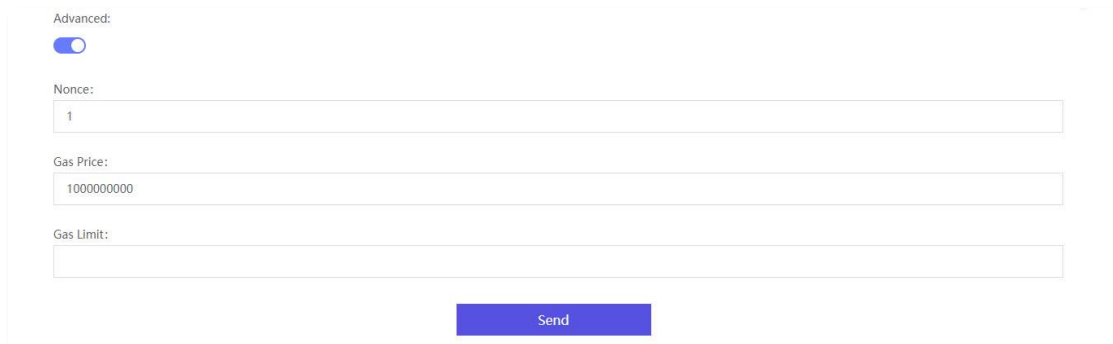 Advanced:
Nonce:
1
Gas Price:
1000000000
Gas Limit:
Send